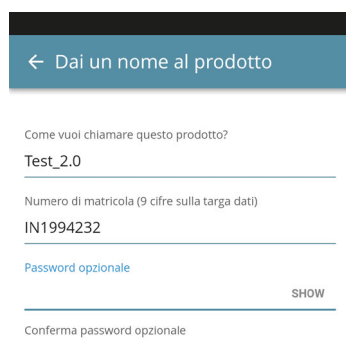 Dai un nome al prodotto
Come vuoi chiamare questo prodotto?
Test_2.0
Numero di matricola (9 cifre sulla targa dati)
IN1994232
Password opzionale
SHOW
Conferma password opzionale